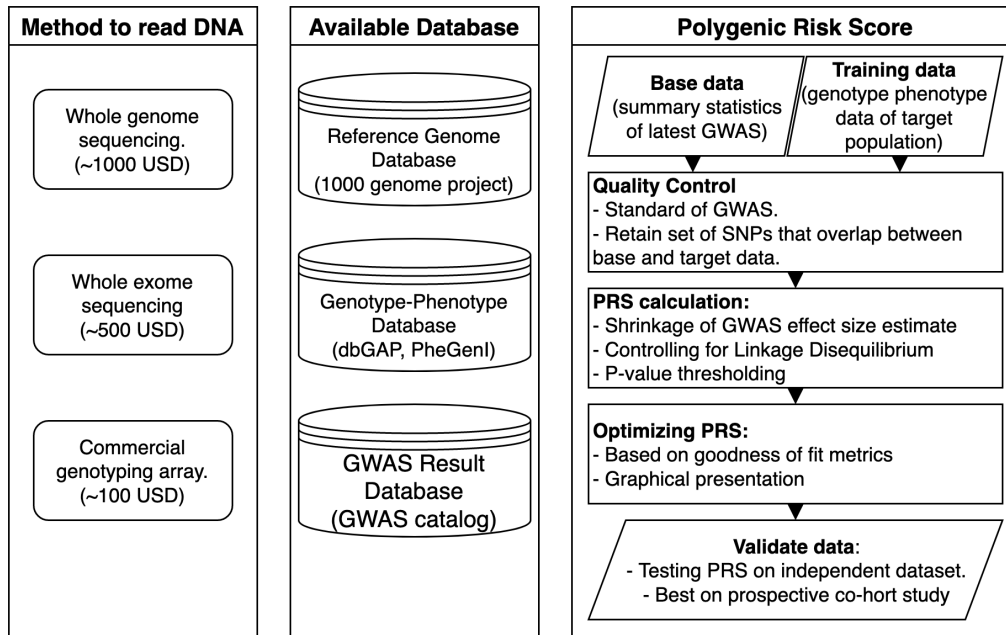 Method to read DNA
Whole genome
sequencing.
(~1000 USD)
Whole exome
sequencing
(~500 USD)
Commercial
genotyping array.
(~100 USD)
Available Database
Reference Genome
Database
(1000 genome project)
Genotype-Phenotype
Database
(dbGAP, PheGenI)
GWAS Result
Database
(GWAS catalog)
Polygenic Risk Score
Base data
(summary statistics
of latest GWAS)
Training data
(genotype phenotype
data of target
population)
Quality Control
- Standard of GWAS.
- Retain set of SNPs that overlap between
base and target data.
PRS calculation:
- Shrinkage of GWAS effect size estimate
- Controlling for Linkage Disequilibrium
- P-value thresholding
Optimizing PRS:
- Based on goodness of fit metrics
- Graphical presentation
Validate data:
- Testing PRS on independent dataset.
- Best on prospective co-hort study